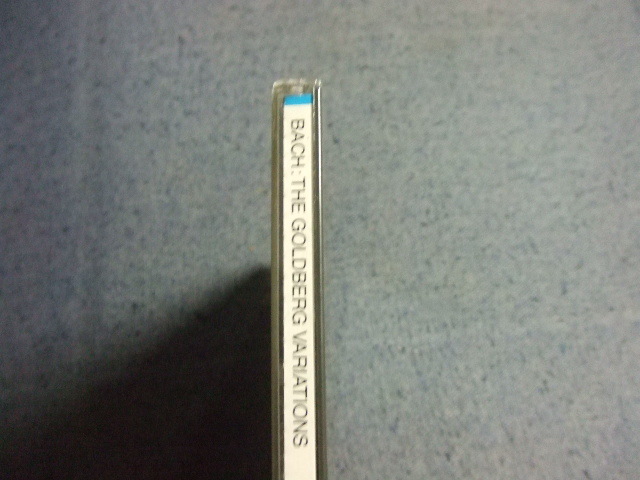 BACH: THE GOLDBERG VARIATIONS